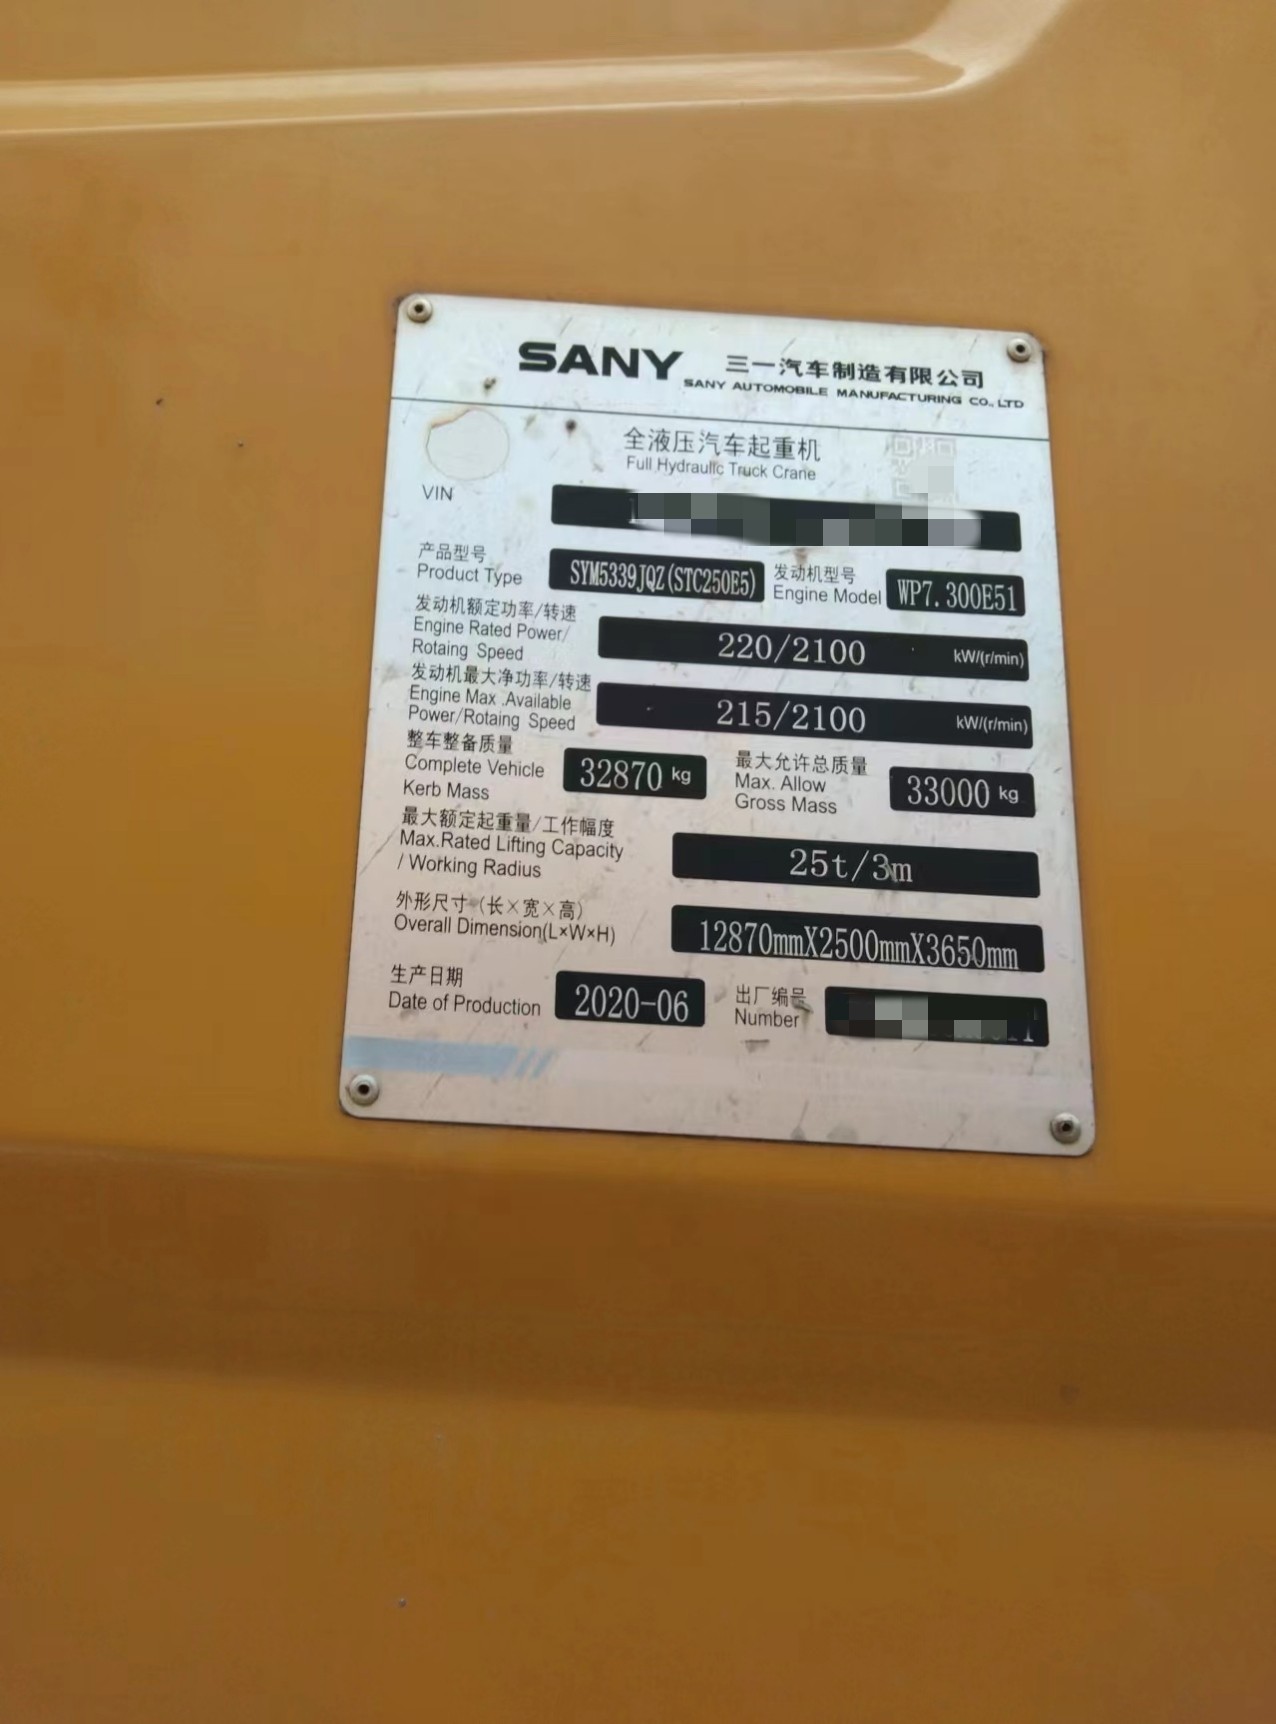 SANY 三一汽车制造有限公司
SANY AUTOMOBILE MANUFACTURING CO., LTD
全液压汽车起重机
Full Hydraulic Truck Crane
VIN
产品型号
Product Type
SYM5339JQZ(STC250E5)
发动机型号
Engine Model
WP7.300E51
发动机额定功率/转速
Engine Rated Power/
Rotaing Speed
220/2100 kW/(r/min)
发动机最大净功率/转速
Engine Max .Available
Power/Rotaing Speed
215/2100 kW/(r/min)
整车整备质量
Complete Vehicle
Kerb Mass
32870 kg
最大允许总质量
Max. Allow
Gross Mass
33000 kg
最大额定起重量/工作幅度
Max.Rated Lifting Capacity
/ Working Radius
25t/3m
外形尺寸(长×宽×高)
Overall Dimension(L×W×H)
12870mmX2500mmX3650mm
生产日期
Date of Production
2020-06
出厂编号
Number